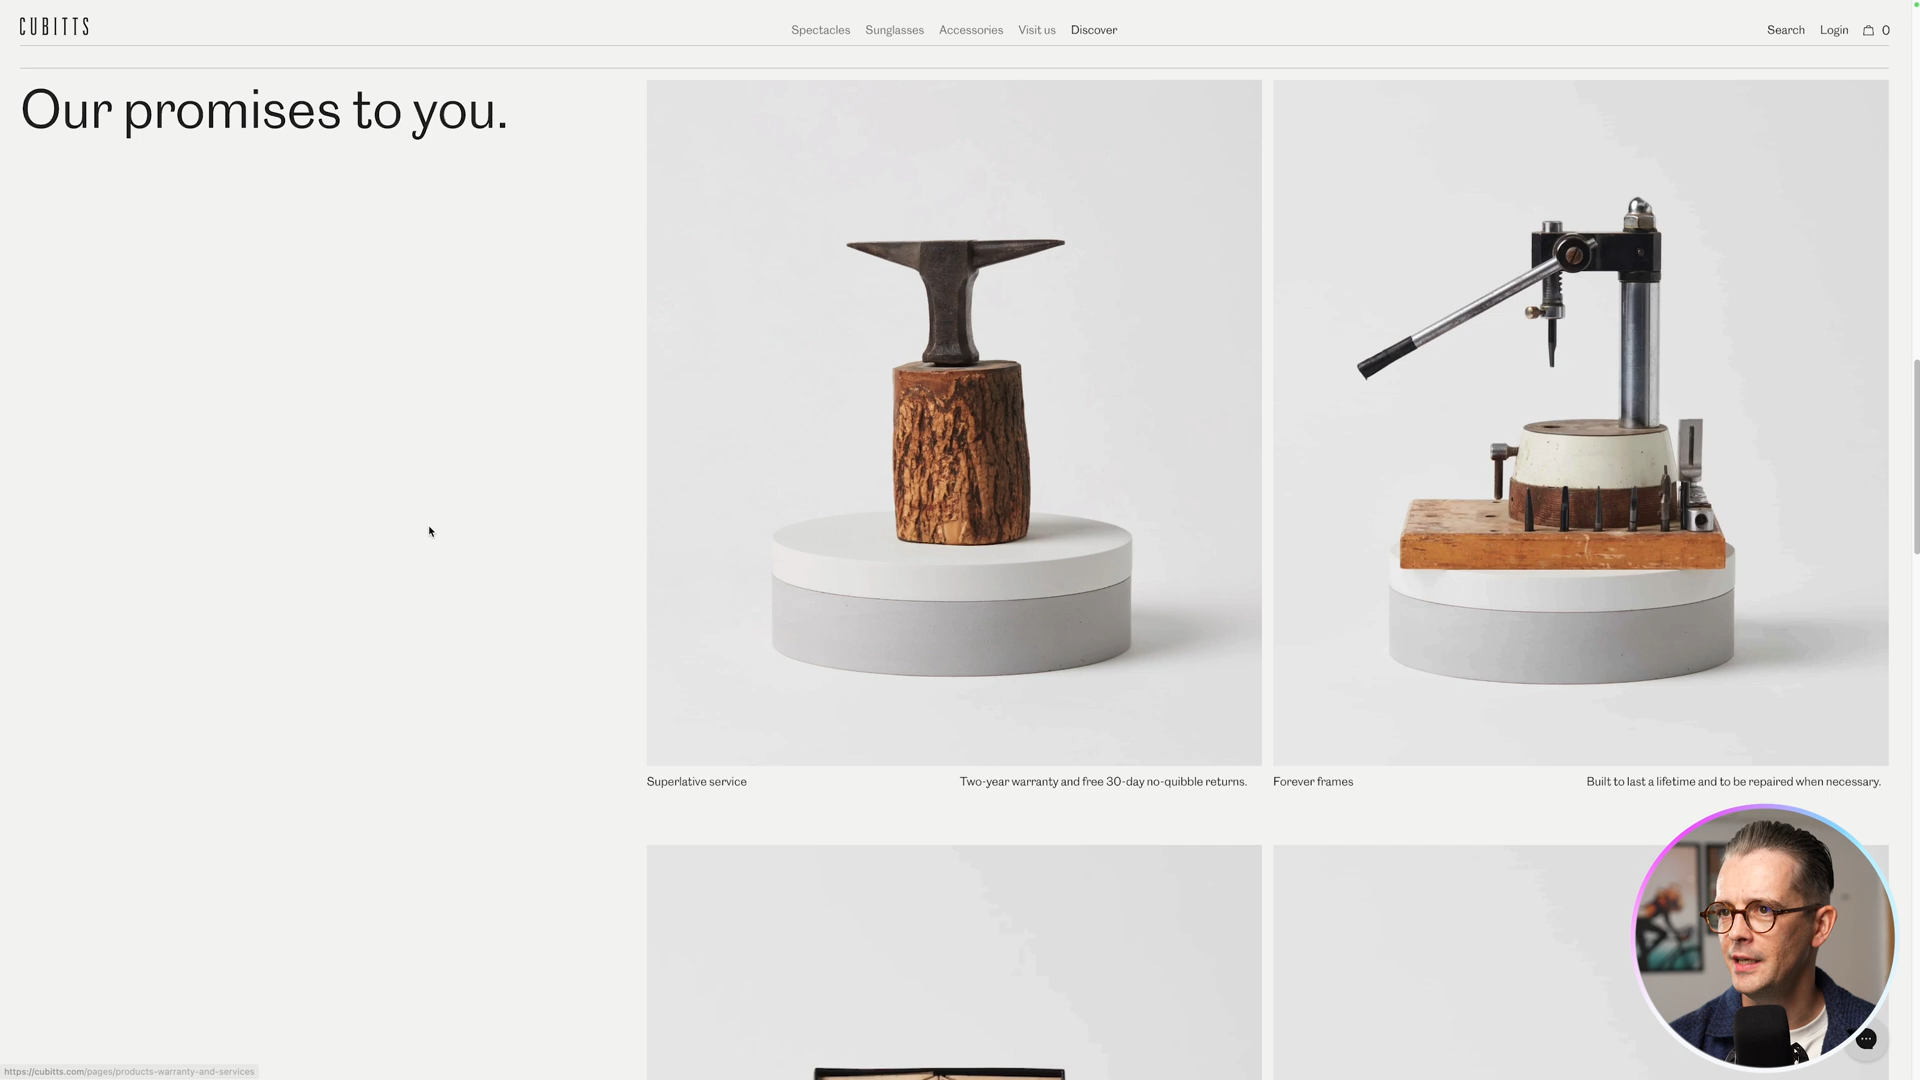 CUBITTS
Spectacles Sunglasses Accessories Visit us Discover
Search Login 0
Our promises to you.
Superlative service Two-year warranty and free 30-day no-quibble returns.
Forever frames Built to last a lifetime and to be repaired when necessary.
https://cubitts.com/pages/products-warranty-and-services